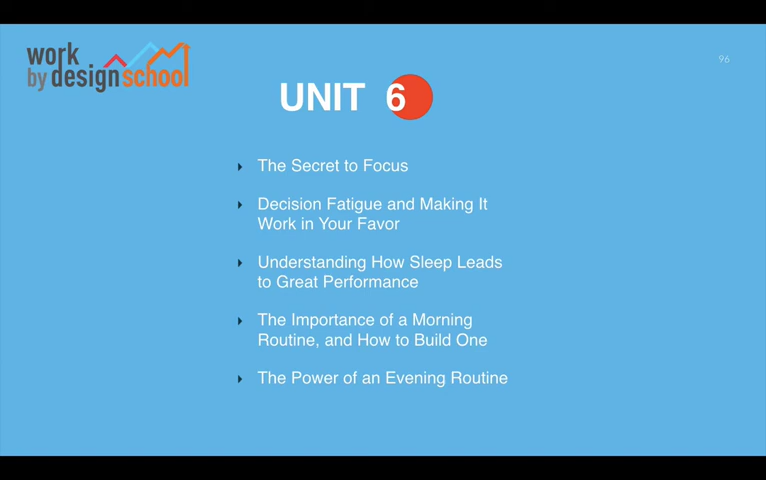 work
by designschool
96
UNIT 6
The Secret to Focus
Decision Fatigue and Making It
Work in Your Favor
Understanding How Sleep Leads
to Great Performance
The Importance of a Morning
Routine, and How to Build One
The Power of an Evening Routine